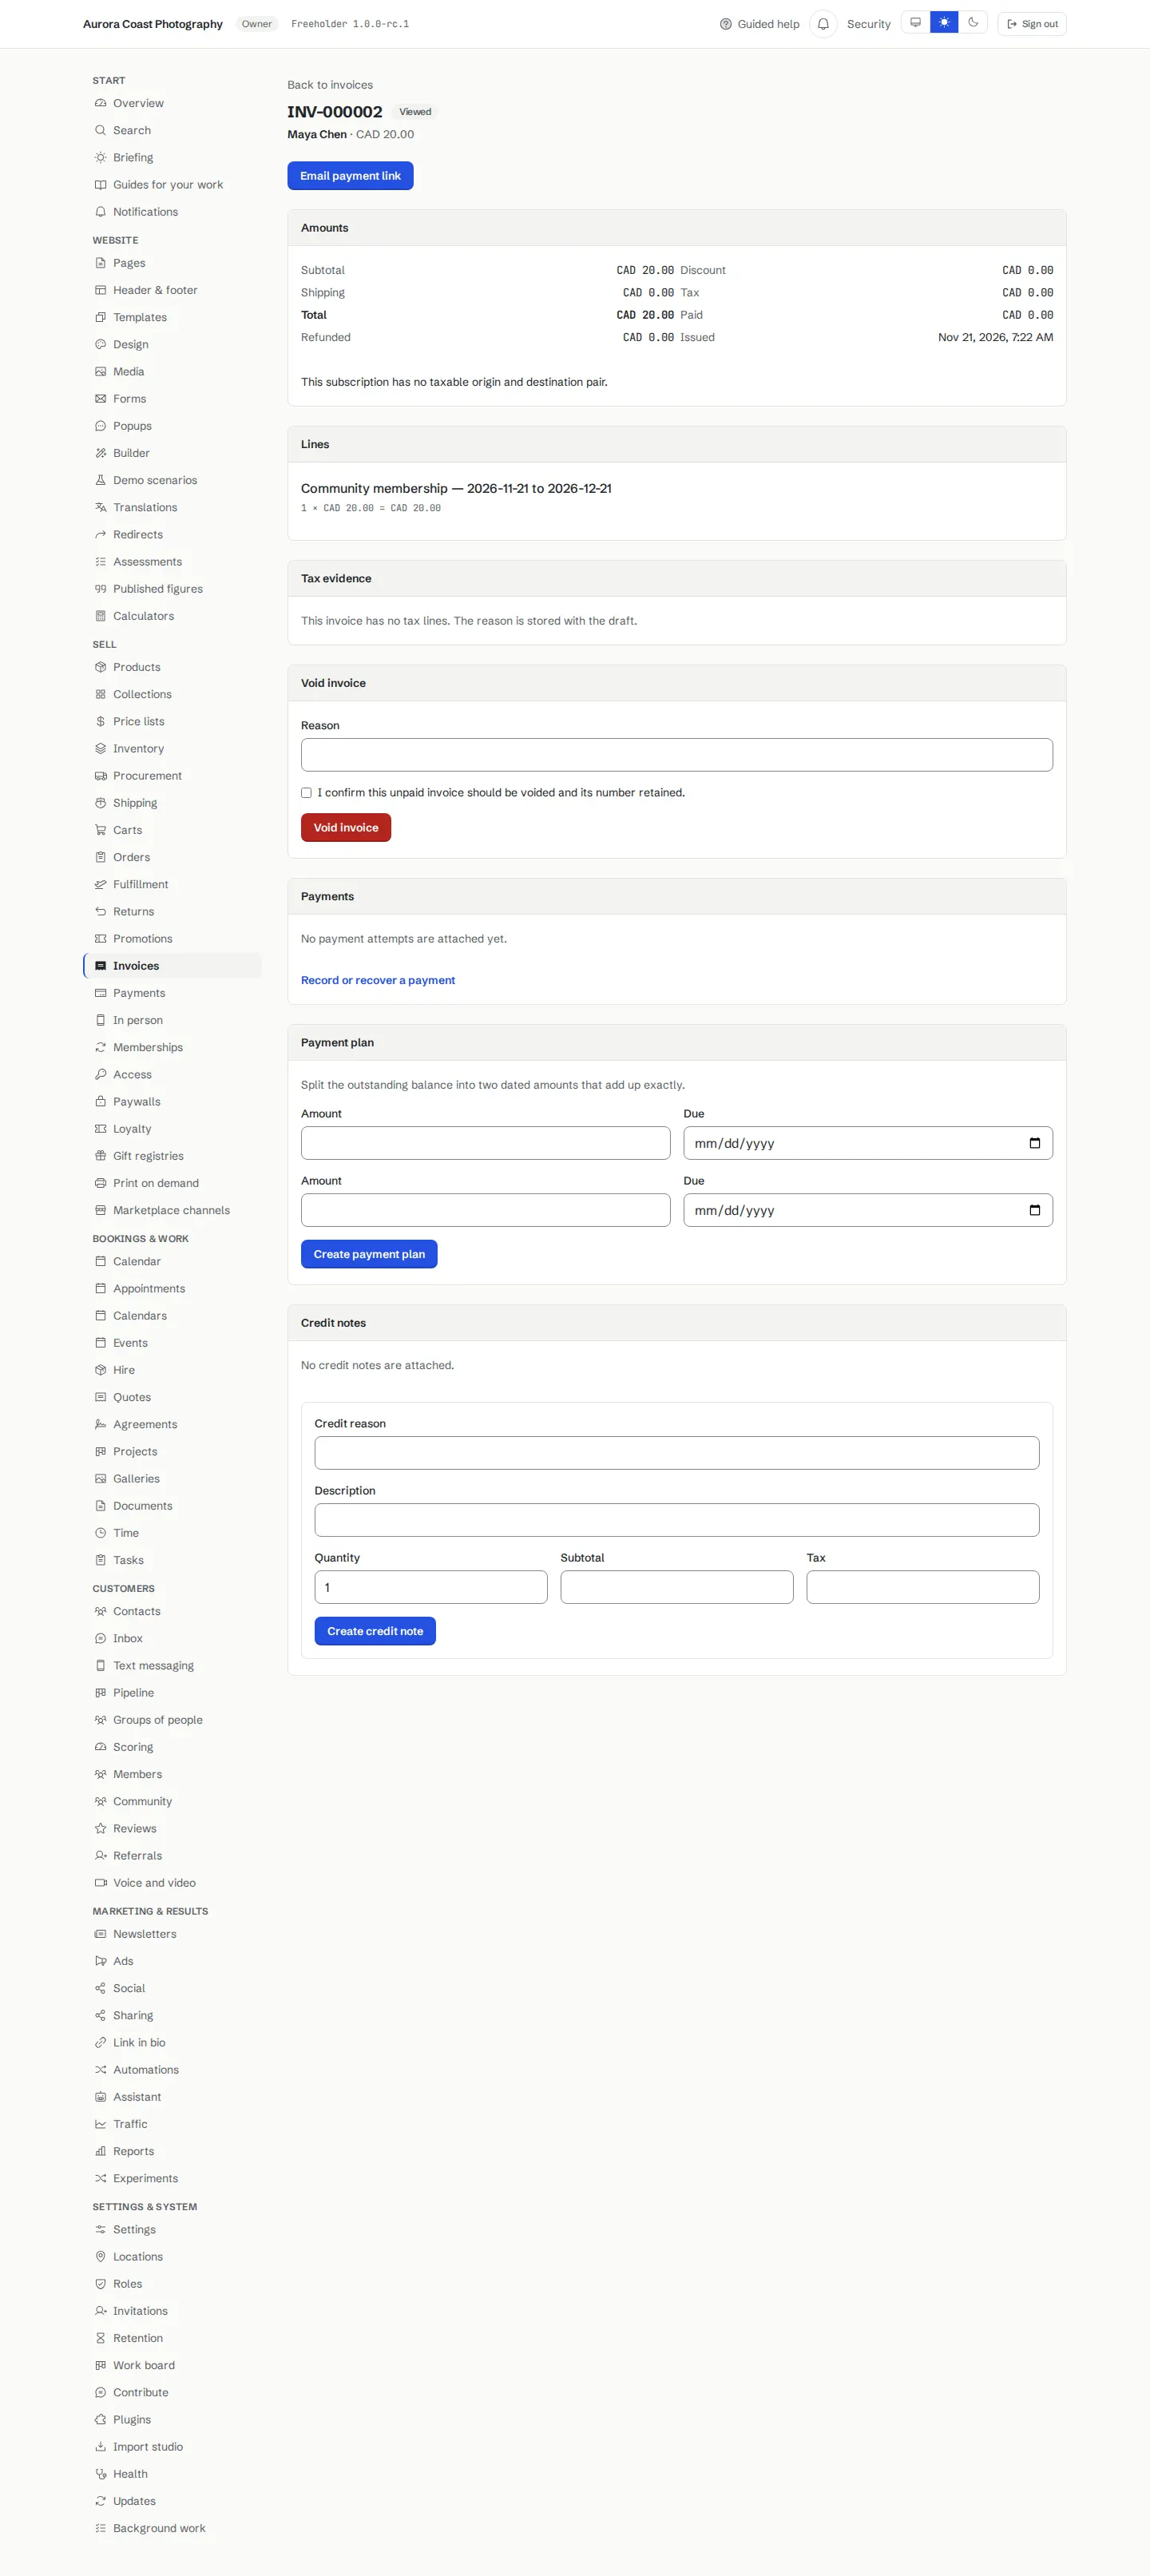 Aurora Coast Photography Owner Freeholder 1.0.0-rc.1 Guided help Security Sign out
START
Overview
Search
Briefing
Guides for your work
Notifications
WEBSITE
Pages
Header & footer
Templates
Design
Media
Forms
Popups
Builder
Demo scenarios
Translations
Redirects
Assessments
Published figures
Calculators
SELL
Products
Collections
Price lists
Inventory
Procurement
Shipping
Carts
Orders
Fulfillment
Returns
Promotions
Invoices
Payments
In person
Memberships
Access
Paywalls
Loyalty
Gift registries
Print on demand
Marketplace channels
BOOKINGS & WORK
Calendar
Appointments
Calendars
Events
Hire
Quotes
Agreements
Projects
Galleries
Documents
Time
Tasks
CUSTOMERS
Contacts
Inbox
Text messaging
Pipeline
Groups of people
Scoring
Members
Community
Reviews
Referrals
Voice and video
MARKETING & RESULTS
Newsletters
Ads
Social
Sharing
Link in bio
Automations
Assistant
Traffic
Reports
Experiments
SETTINGS & SYSTEM
Settings
Locations
Roles
Invitations
Retention
Work board
Contribute
Plugins
Import studio
Health
Updates
Background work
Back to invoices
INV-000002 Viewed
Maya Chen · CAD 20.00
Email payment link
Amounts
Subtotal CAD 20.00 Discount CAD 0.00
Shipping CAD 0.00 Tax CAD 0.00
Total CAD 20.00 Paid CAD 0.00
Refunded CAD 0.00 Issued Nov 21, 2026, 7:22 AM
This subscription has no taxable origin and destination pair.
Lines
Community membership — 2026-11-21 to 2026-12-21
1 × CAD 20.00 = CAD 20.00
Tax evidence
This invoice has no tax lines. The reason is stored with the draft.
Void invoice
Reason
I confirm this unpaid invoice should be voided and its number retained.
Void invoice
Payments
No payment attempts are attached yet.
Record or recover a payment
Payment plan
Split the outstanding balance into two dated amounts that add up exactly.
Amount Due
mm/dd/yyyy
Amount Due
mm/dd/yyyy
Create payment plan
Credit notes
No credit notes are attached.
Credit reason
Description
Quantity Subtotal Tax
1
Create credit note